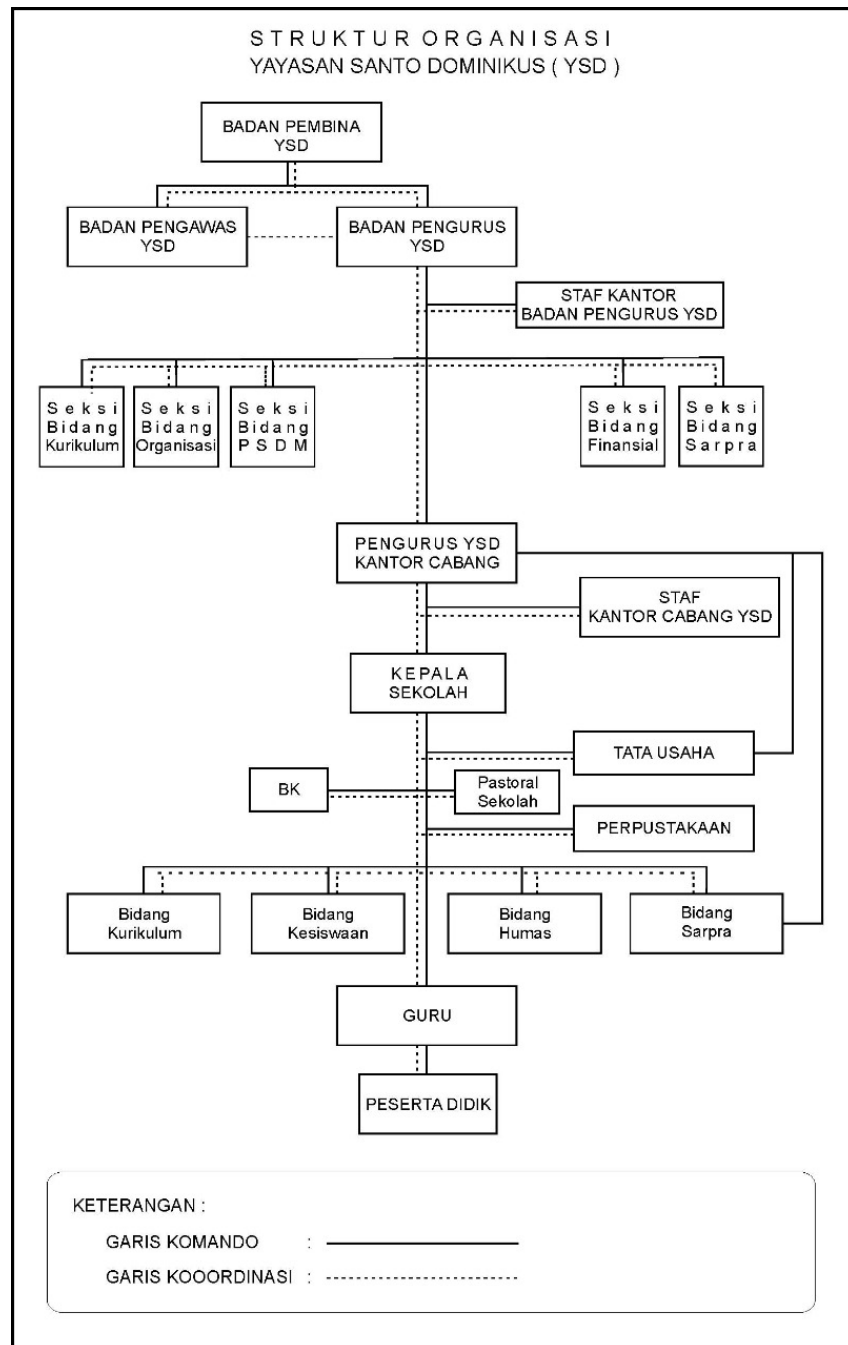 STRUKTUR ORGANISASI
YAYASAN SANTO DOMINIKUS ( YSD )
BADAN PEMBINA
YSD
BADAN PENGAWAS
YSD
BADAN PENGURUS
YSD
STAF KANTOR
BADAN PENGURUS YSD
Seksi
Bidang
Kurikulum
Seksi
Bidang
Organisasi
Seksi
Bidang
PSDM
Seksi
Bidang
Finansial
Seksi
Bidang
Sarpra
PENGURUS YSD
KANTOR CABANG
STAF
KANTOR CABANG YSD
KEPALA
SEKOLAH
TATA USAHA
BK
Pastoral
Sekolah
PERPUSTAKAAN
Bidang
Kurikulum
Bidang
Kesiswaan
Bidang
Humas
Bidang
Sarpra
GURU
PESERTA DIDIK
KETERANGAN :
GARIS KOMANDO :
GARIS KOOORDINASI :